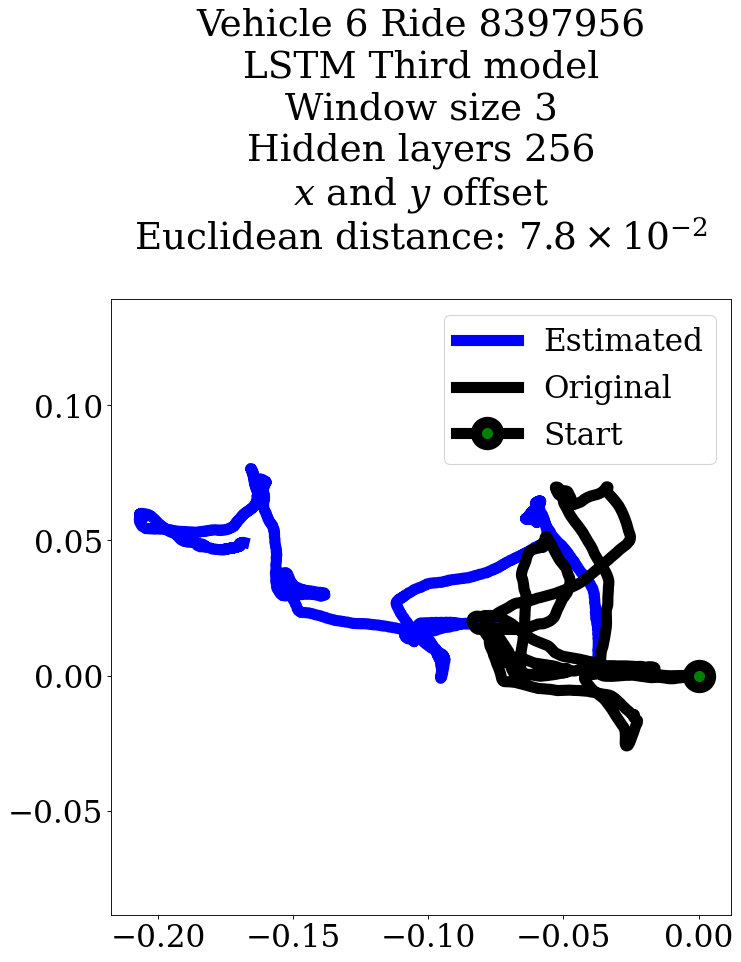 Vehicle 6 Ride 8397956
LSTM Third model
Window size 3
Hidden layers 256
x and y offset
Euclidean distance: 7.8 × 10⁻²
Estimated
Original
Start
0.10
0.05
0.00
−0.05
−0.20 −0.15 −0.10 −0.05 0.00